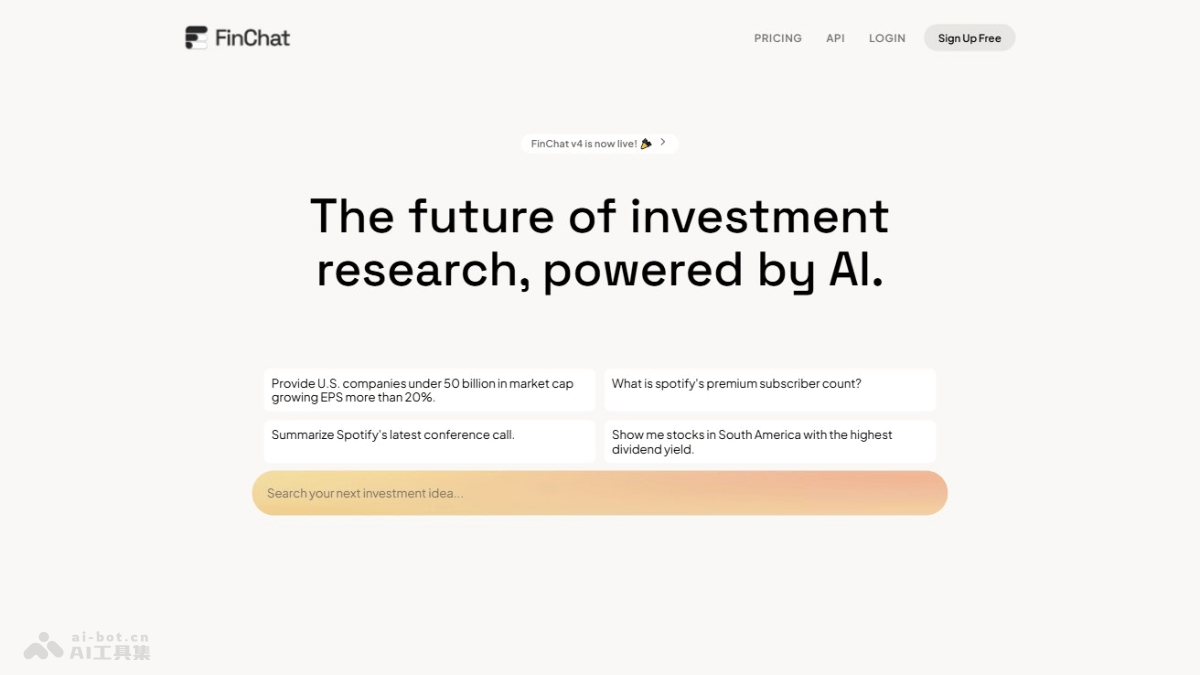 FinChat
PRICING
API
LOGIN
Sign Up Free
FinChat v4 is now live! 🎉 >
The future of investment
research, powered by AI.
Provide U.S. companies under 50 billion in market cap
growing EPS more than 20%.
What is spotify's premium subscriber count?
Summarize Spotify's latest conference call.
Show me stocks in South America with the highest
dividend yield.
Search your next investment idea...
ai-bot.cn
AI工具集